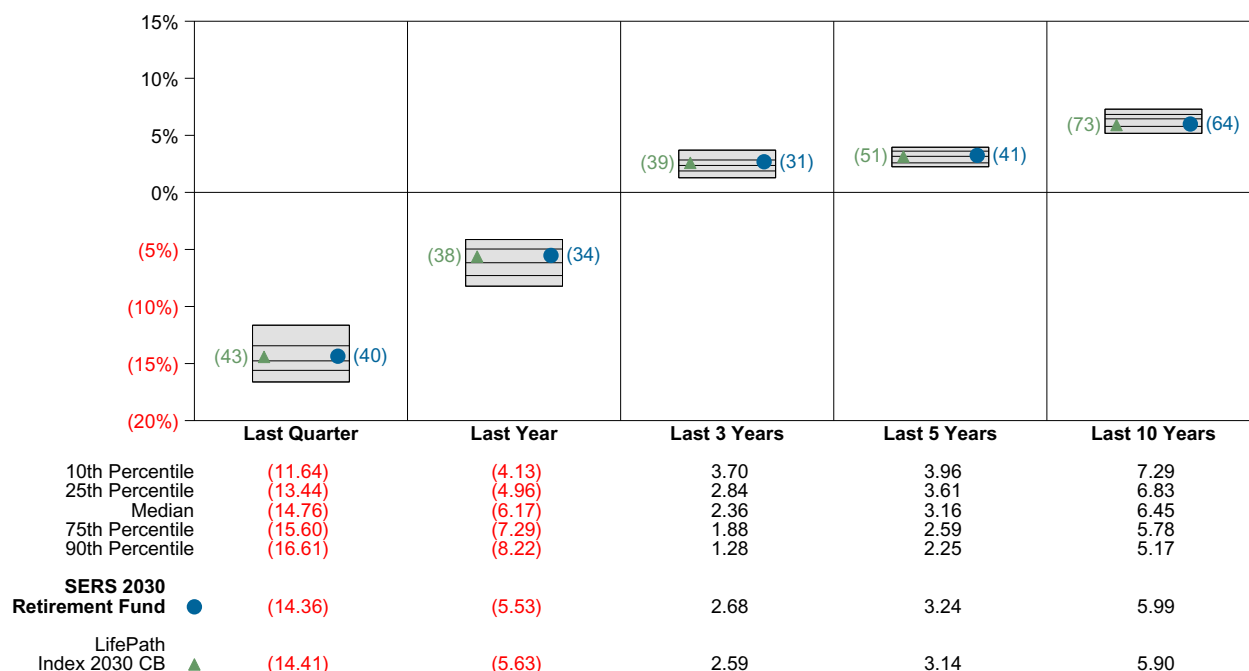 15%
10%
5%
0%
(5%)
(10%)
(15%)
(20%)
(43) (40)
(38) (34)
(39) (31)
(51) (41)
(73) (64)
Last Quarter Last Year Last 3 Years Last 5 Years Last 10 Years
10th Percentile (11.64) (4.13) 3.70 3.96 7.29
25th Percentile (13.44) (4.96) 2.84 3.61 6.83
Median (14.76) (6.17) 2.36 3.16 6.45
75th Percentile (15.60) (7.29) 1.88 2.59 5.78
90th Percentile (16.61) (8.22) 1.28 2.25 5.17
SERS 2030
Retirement Fund (14.36) (5.53) 2.68 3.24 5.99
LifePath
Index 2030 CB (14.41) (5.63) 2.59 3.14 5.90